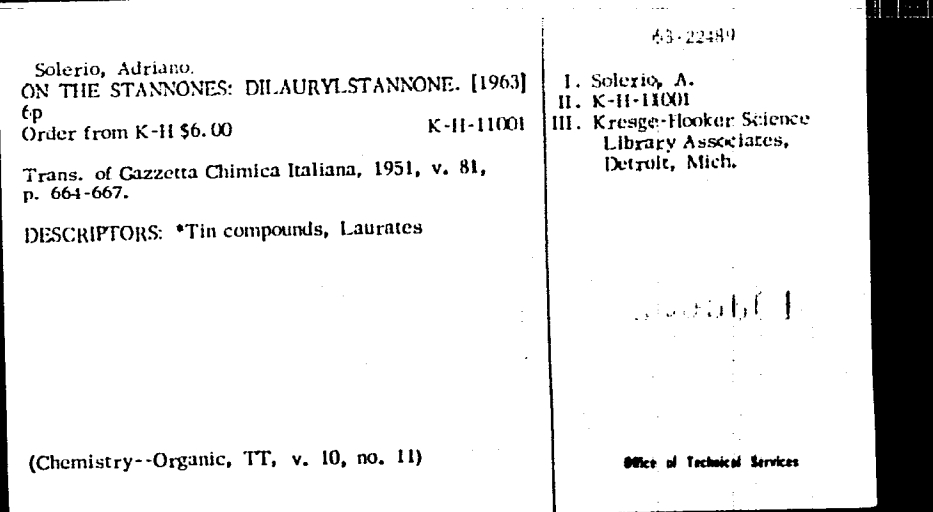 63-22489
Solerio, Adriano.
ON THE STANNONES: DILAURYLSTANNONE. [1963]
6p
Order from K-H $6.00 K-H-11001
Trans. of Gazzetta Chimica Italiana, 1951, v. 81,
p. 664-667.
DESCRIPTORS: *Tin compounds, Laurates
(Chemistry--Organic, TT, v. 10, no. 11)
I. Solerio, A.
II. K-H-11001
III. Kresge-Hooker Science
Library Associates,
Detroit, Mich.
Office of Technical Services